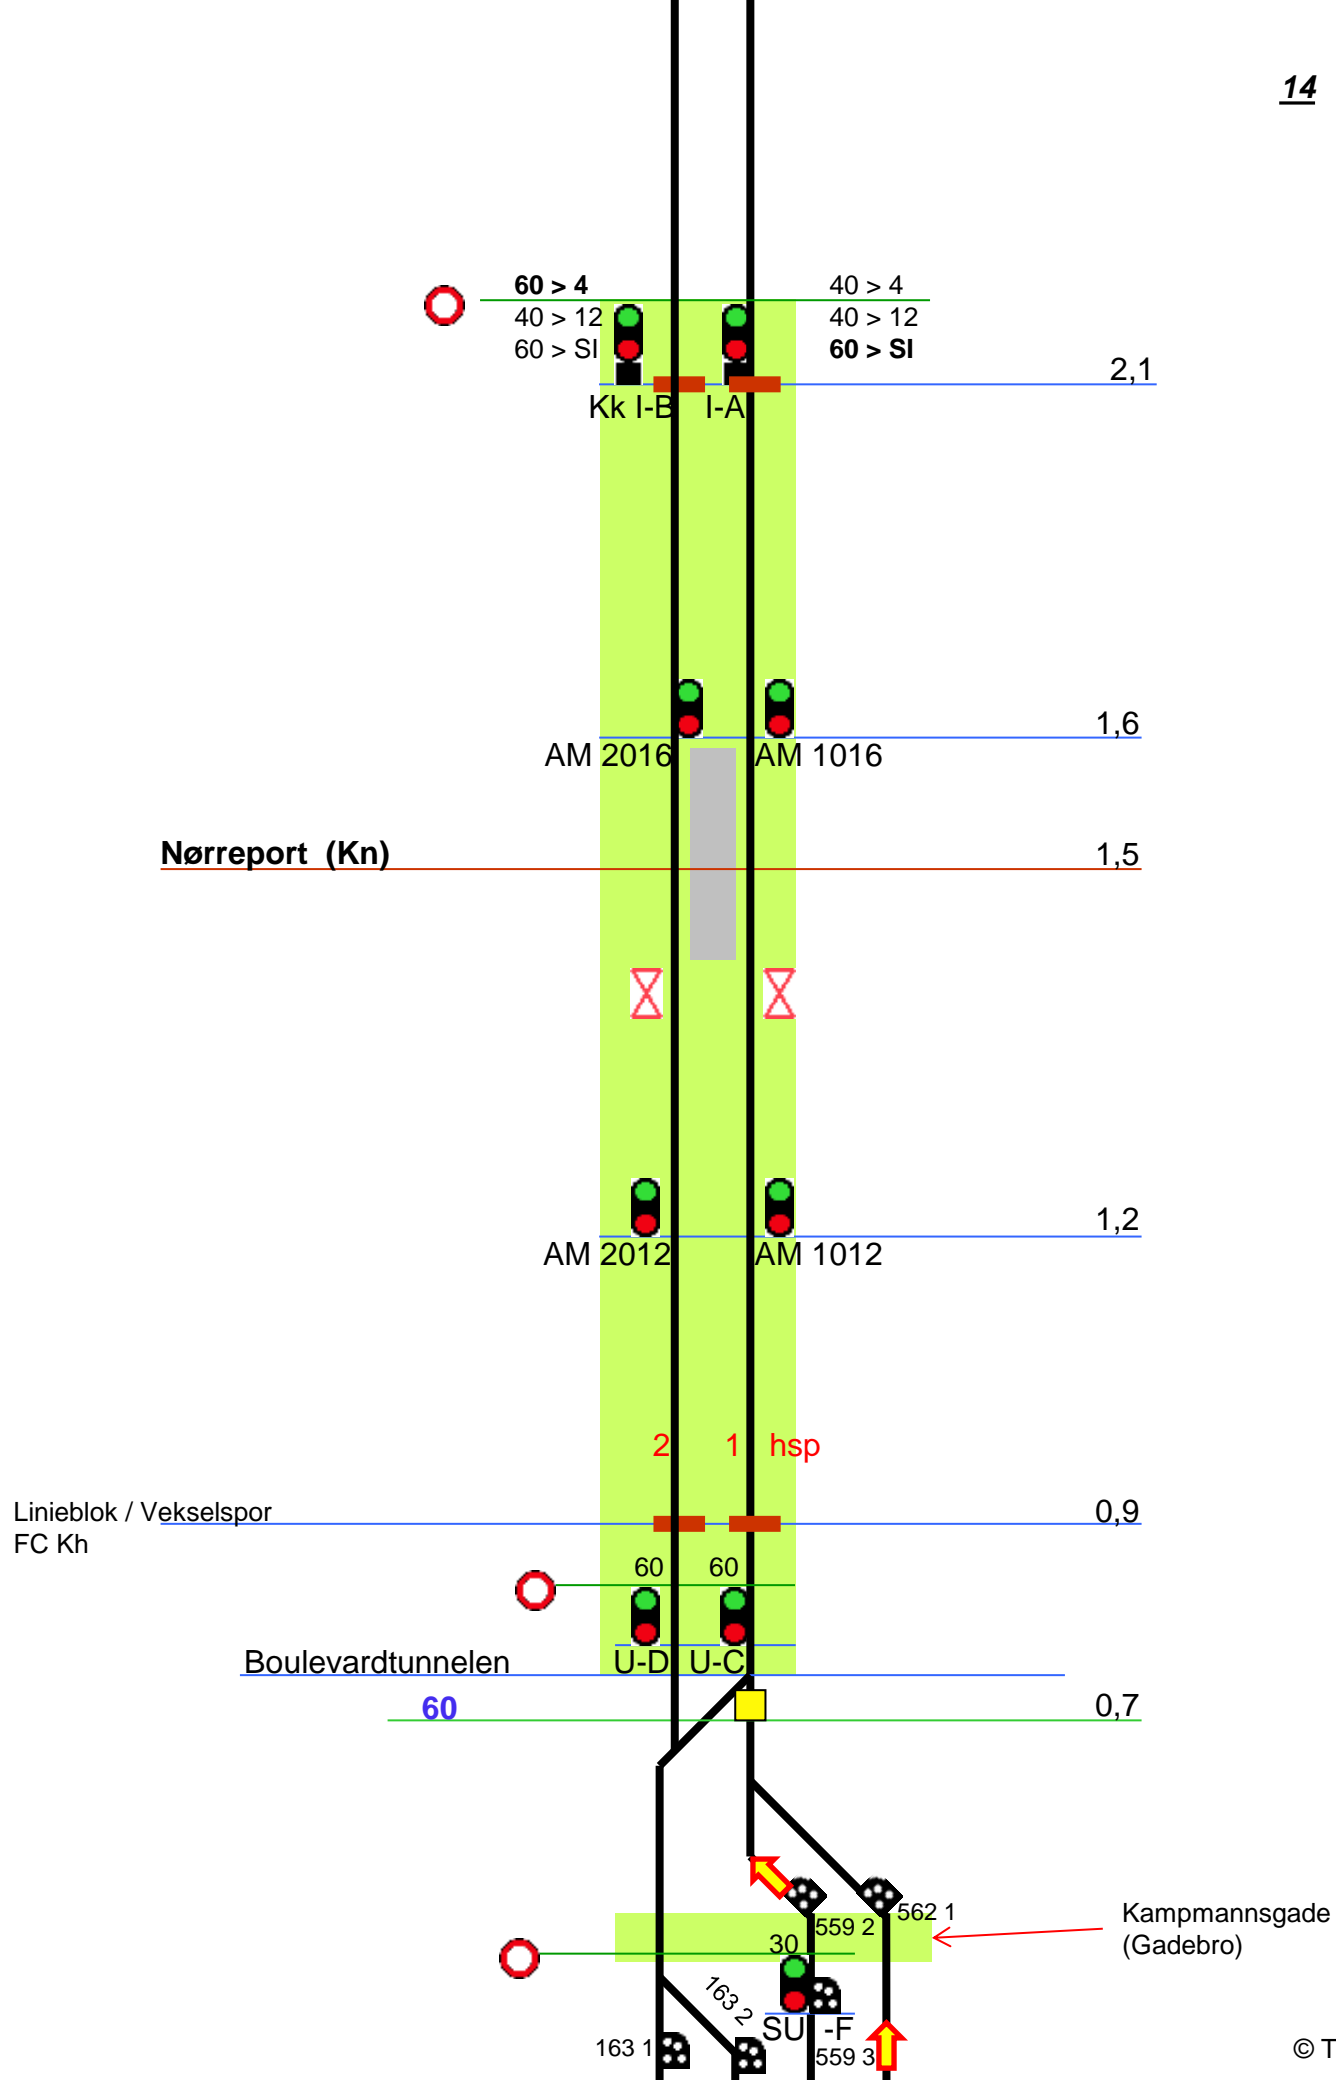 14
60 > 4
40 > 4
40 > 12
40 > 12
60 > SI
60 > SI
2,1
Kk I-B
I-A
1,6
AM 2016
AM 1016
Nørreport (Kn)
1,5
1,2
AM 2012
AM 1012
2
1
hsp
Linieblok / Vekselspor
0,9
FC Kh
60
60
Boulevardtunnelen
U-D
U-C
60
0,7
562 1
Kampmannsgade
559 2
(Gadebro)
30
163 2
SU
-F
163 1
559 3
© T